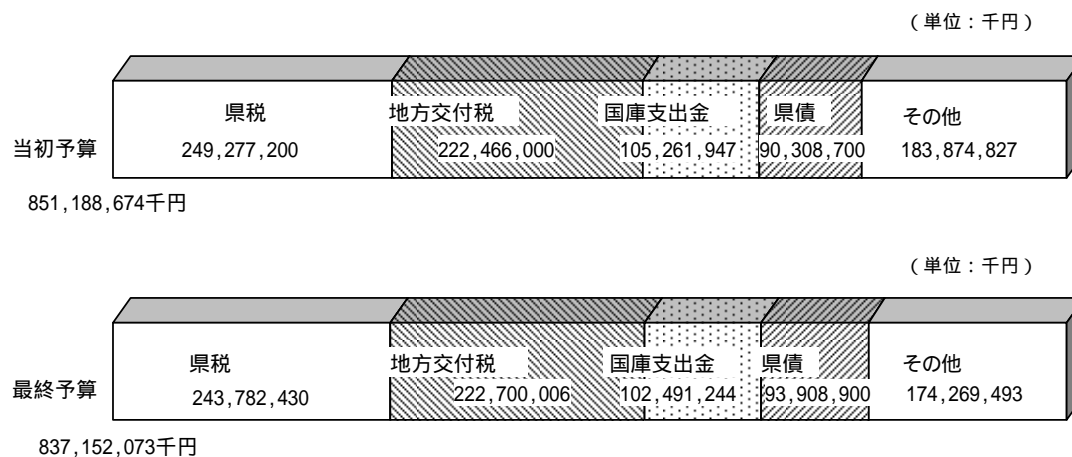 （単位：千円）
県税 地方交付税 国庫支出金 県債 その他
当初予算 249,277,200 222,466,000 105,261,947 90,308,700 183,874,827
851,188,674千円
（単位：千円）
県税 地方交付税 国庫支出金 県債 その他
最終予算 243,782,430 222,700,006 102,491,244 93,908,900 174,269,493
837,152,073千円